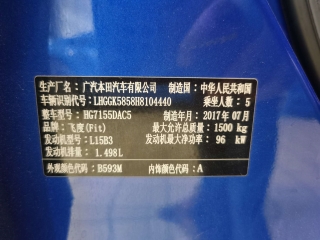 生产厂名: 广汽本田汽车有限公司 制造国: 中华人民共和国
车辆识别代号: LHGGK5858H8104440 乘坐人数: 5
整车型号: HG7155DAC5 制造年月: 2017年07月
品牌: 飞度(Fit) 最大允许总质量: 1500 kg
发动机型号: L15B3 发动机最大净功率: 96 kW
发动机排量: 1.498L
外观颜色代码: B593M 内饰颜色代码: A